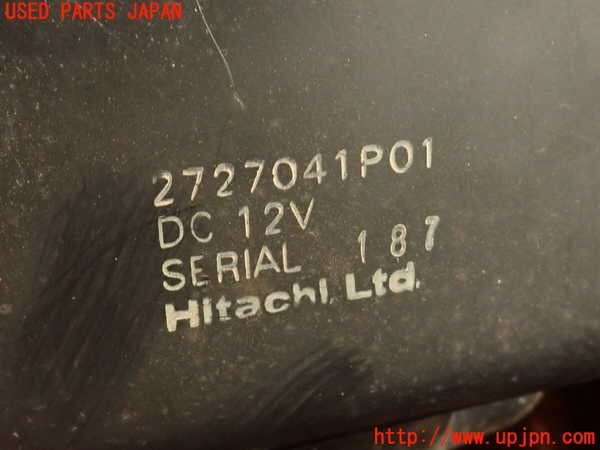 USED PARTS JAPAN
2727041P01
DC 12V
SERIAL 187
Hitachi, Ltd.
http://www.upjpn.com/